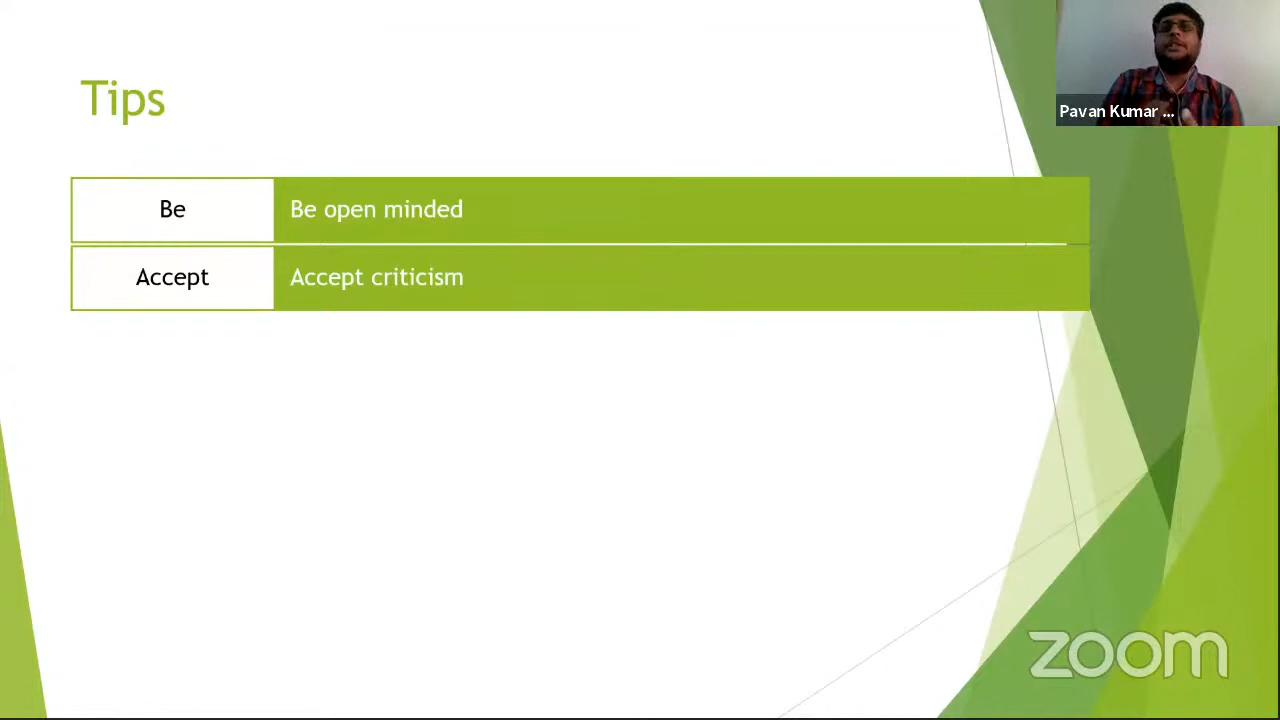 Tips
Be
Be open minded
Accept
Accept criticism
Pavan Kumar ...
zoom